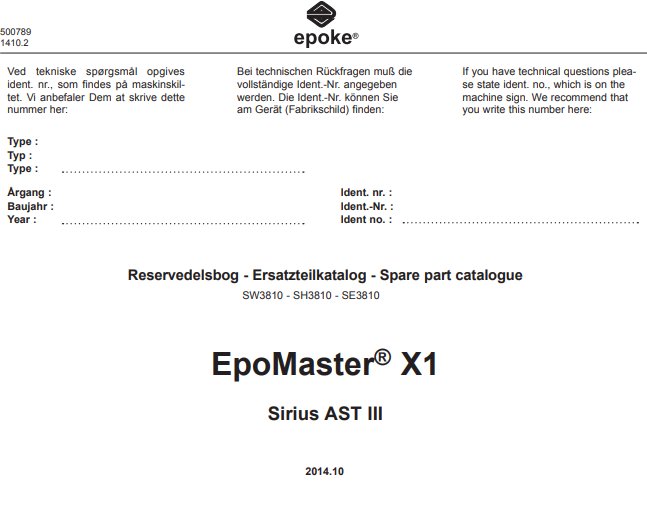 500789
1410.2
epoke®
Ved tekniske spørgsmål opgives
ident. nr., som findes på maskinskil-
tet. Vi anbefaler Dem at skrive dette
nummer her:
Bei technischen Rückfragen muß die
vollständige Ident.-Nr. angegeben
werden. Die Ident.-Nr. können Sie
am Gerät (Fabrikschild) finden:
If you have technical questions plea-
se state ident. no., which is on the
machine sign. We recommend that
you write this number here:
Type :
Typ :
Type :
Årgang :
Baujahr :
Year :
Ident. nr. :
Ident.-Nr. :
Ident no. :
Reservedelsbog - Ersatzteilkatalog - Spare part catalogue
SW3810 - SH3810 - SE3810
EpoMaster® X1
Sirius AST III
2014.10